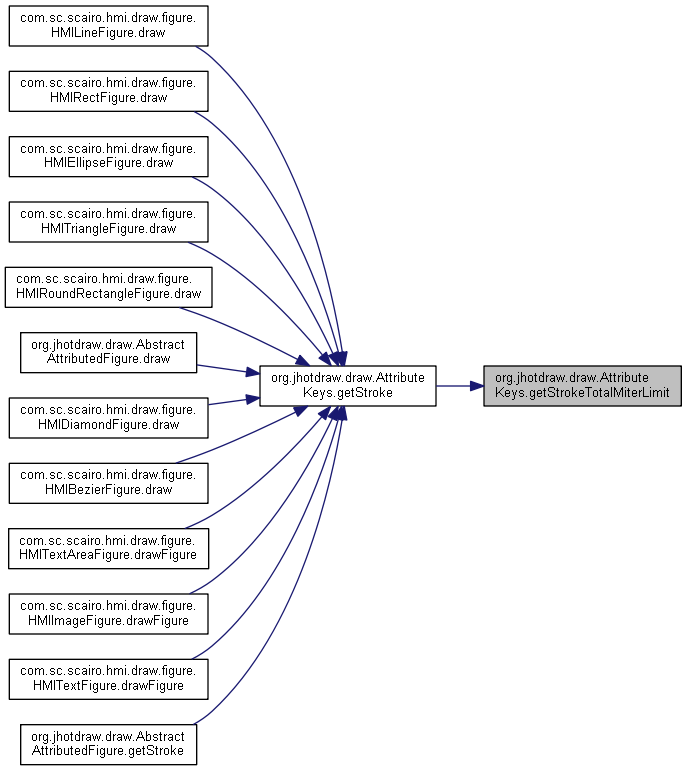 com.sc.scairo.hmi.draw.figure.
HMILineFigure.draw
com.sc.scairo.hmi.draw.figure.
HMIRectFigure.draw
com.sc.scairo.hmi.draw.figure.
HMIEllipseFigure.draw
com.sc.scairo.hmi.draw.figure.
HMITriangleFigure.draw
com.sc.scairo.hmi.draw.figure.
HMIRoundRectangleFigure.draw
org.jhotdraw.draw.Abstract
AttributedFigure.draw
com.sc.scairo.hmi.draw.figure.
HMIDiamondFigure.draw
com.sc.scairo.hmi.draw.figure.
HMIBezierFigure.draw
com.sc.scairo.hmi.draw.figure.
HMITextAreaFigure.drawFigure
com.sc.scairo.hmi.draw.figure.
HMIImageFigure.drawFigure
com.sc.scairo.hmi.draw.figure.
HMITextFigure.drawFigure
org.jhotdraw.draw.Abstract
AttributedFigure.getStroke
org.jhotdraw.draw.Attribute
Keys.getStroke
org.jhotdraw.draw.Attribute
Keys.getStrokeTotalMiterLimit